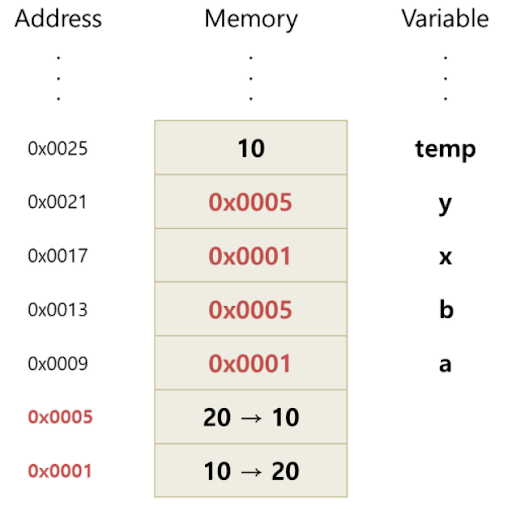 Address Memory Variable
. . .
. . .
. . .
0x0025 10 temp
0x0021 0x0005 y
0x0017 0x0001 x
0x0013 0x0005 b
0x0009 0x0001 a
0x0005 20 → 10
0x0001 10 → 20